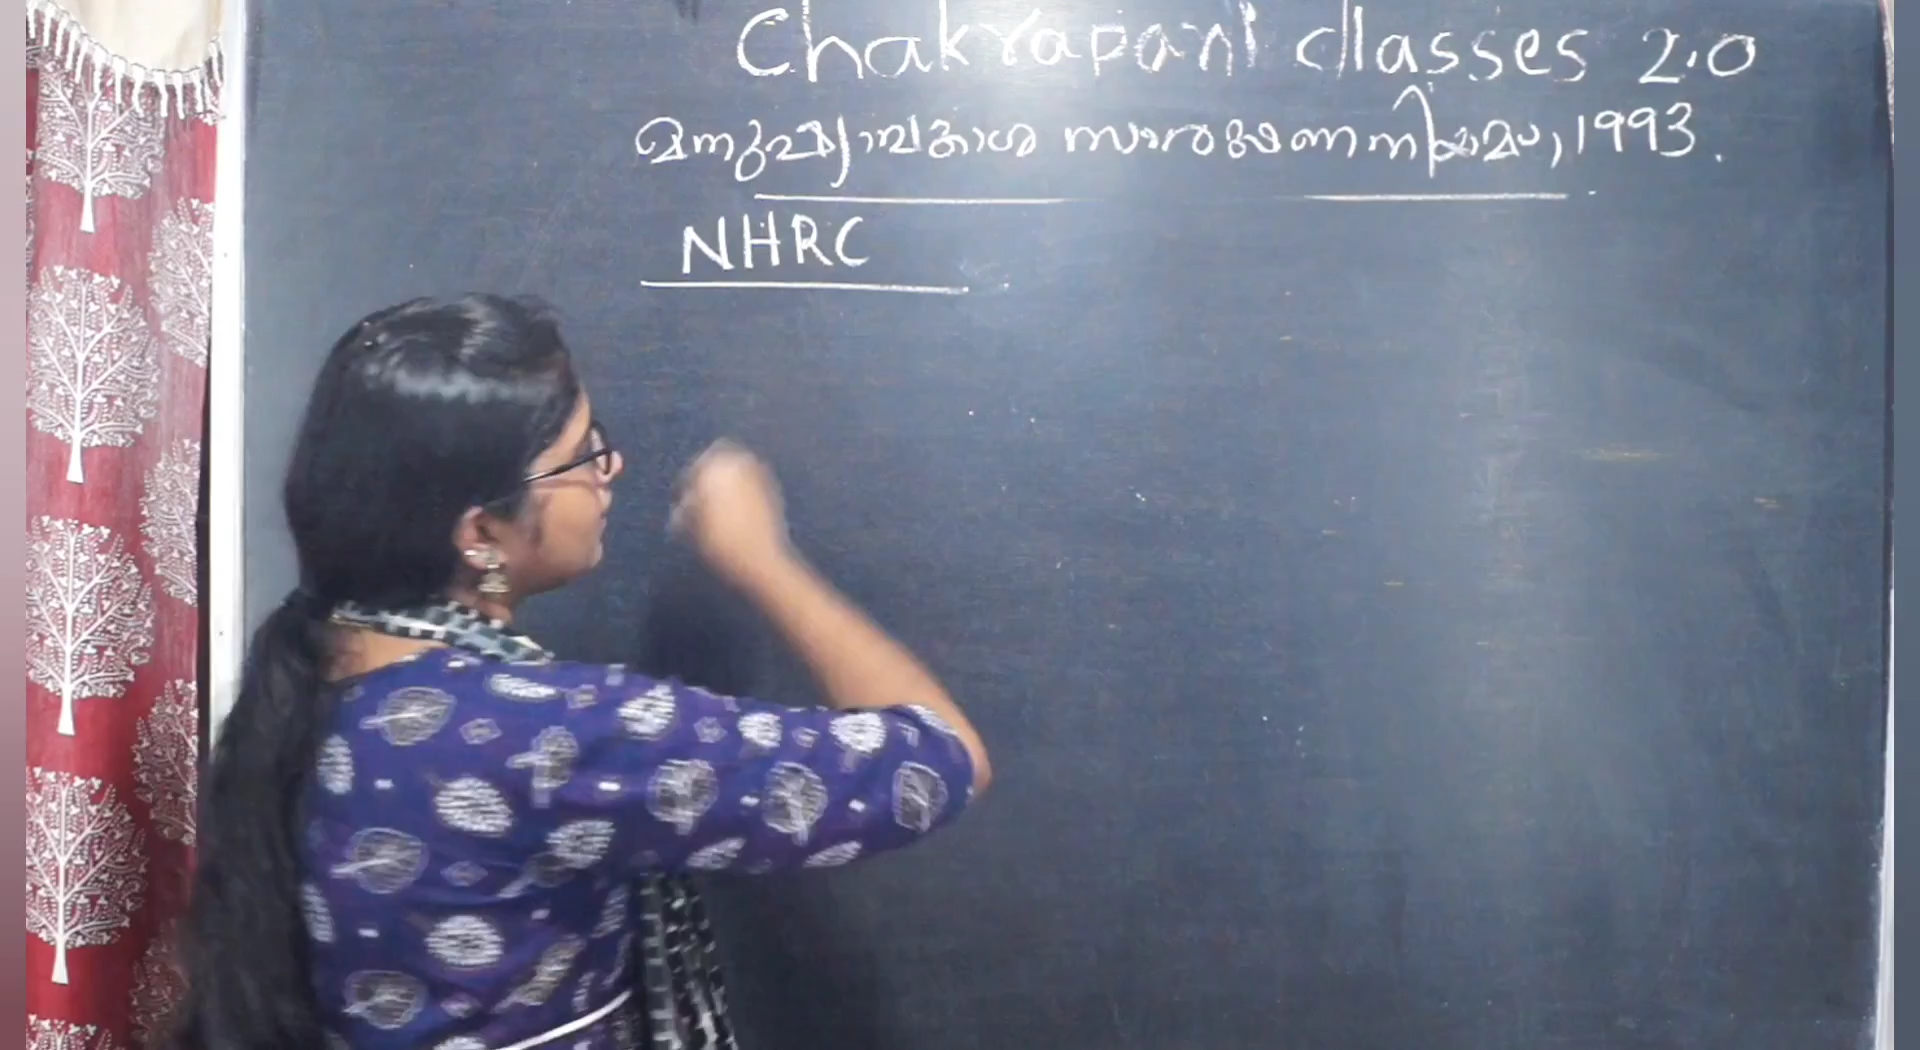 Chakrapani classes 2.0
മനുഷ്യാവകാശ സംരക്ഷണ നിയമം, 1993.
NHRC